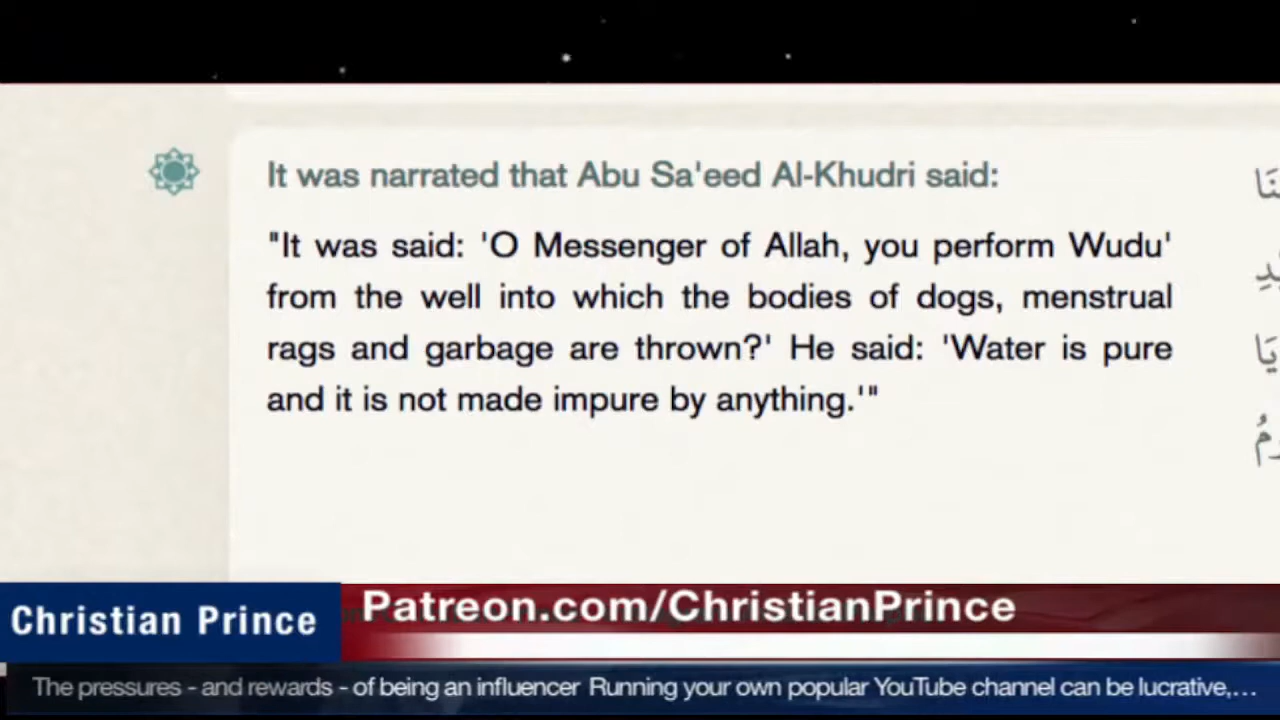 It was narrated that Abu Sa'eed Al-Khudri said:
"It was said: 'O Messenger of Allah, you perform Wudu'
from the well into which the bodies of dogs, menstrual
rags and garbage are thrown?' He said: 'Water is pure
and it is not made impure by anything.'"
Christian Prince
Patreon.com/ChristianPrince
The pressures - and rewards - of being an influencer Running your own popular YouTube channel can be lucrative,...